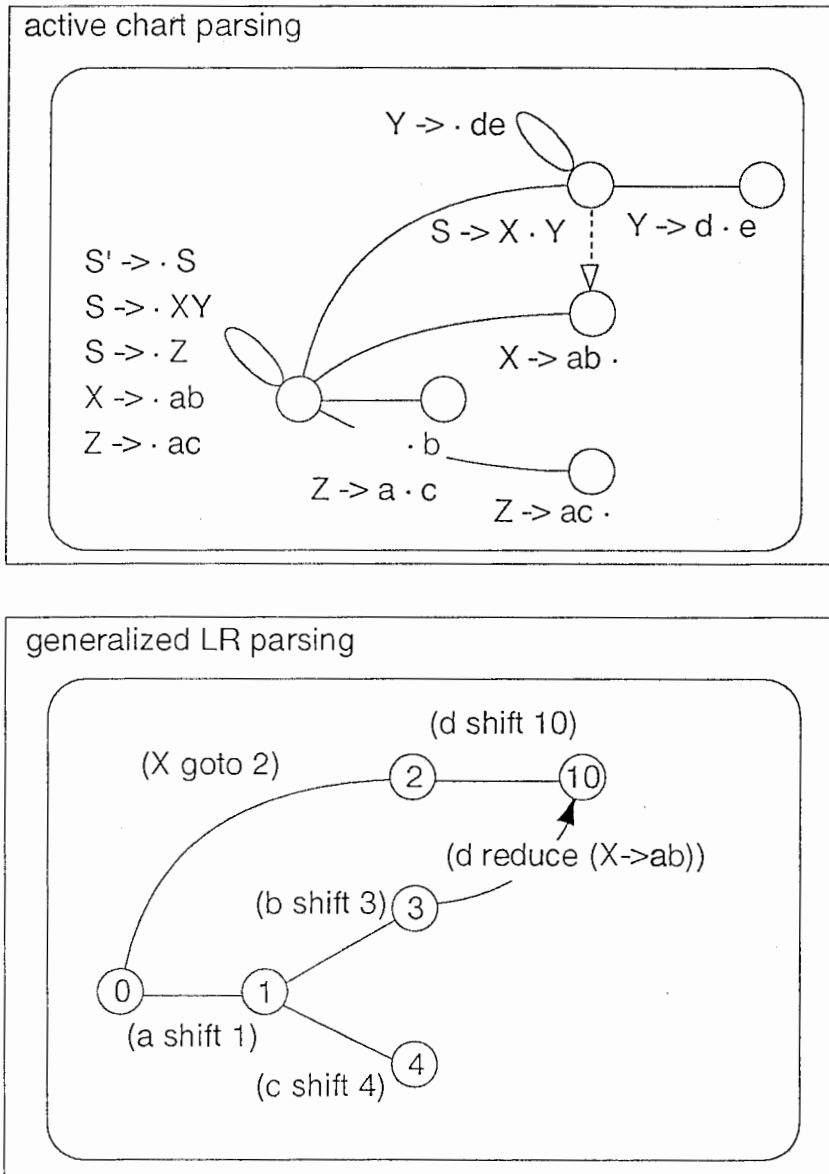 active chart parsing
Y -> · de
S -> X · Y
Y -> d · e
S' -> · S
S -> · XY
S -> · Z
X -> · ab
Z -> · ac
X -> ab ·
· b
Z -> a · c
Z -> ac ·
generalized LR parsing
(d shift 10)
(X goto 2)
2
10
(d reduce (X->ab))
(b shift 3)
3
0
1
(a shift 1)
4
(c shift 4)